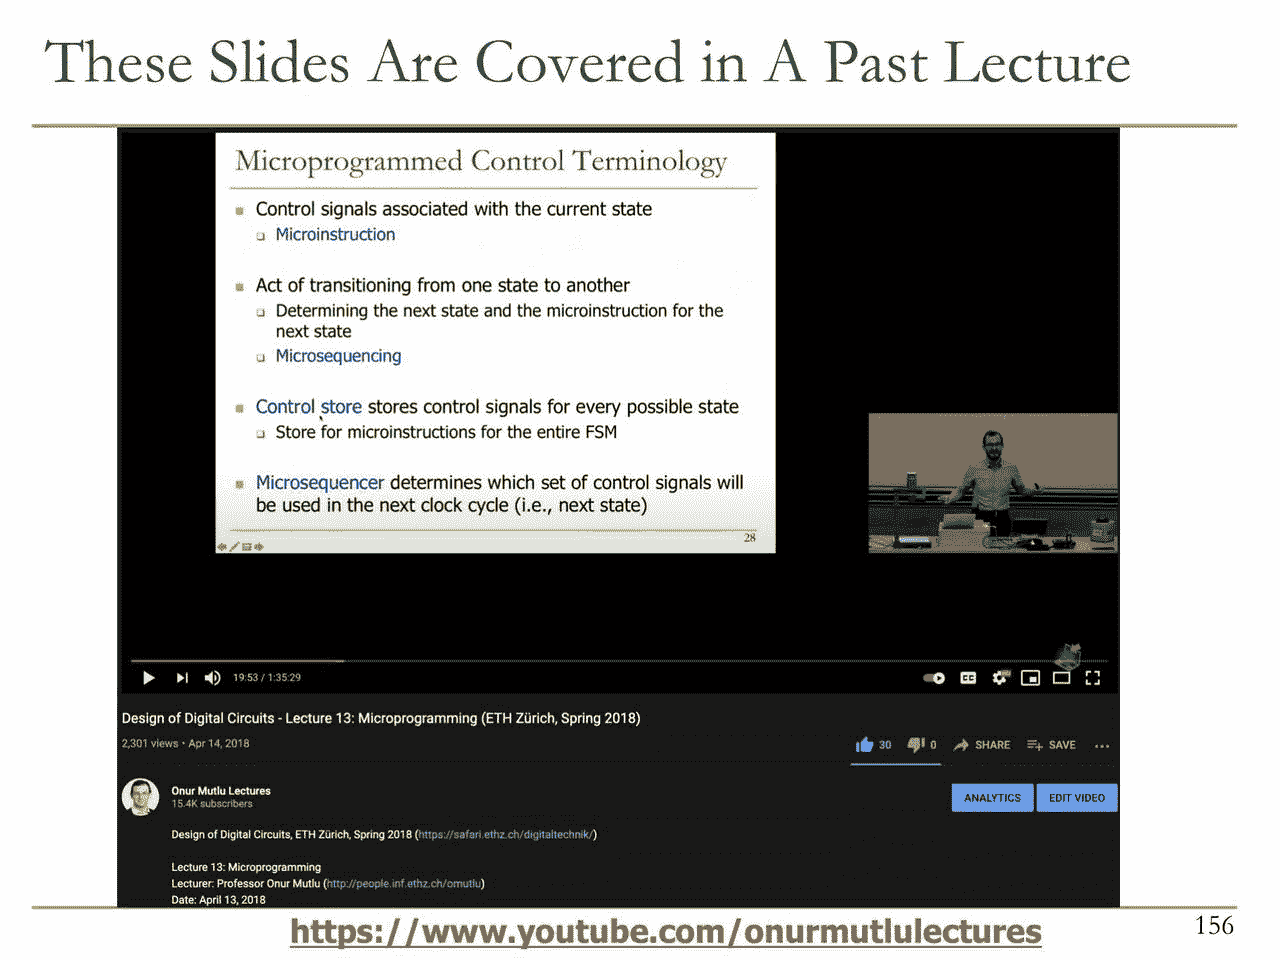 These Slides Are Covered in A Past Lecture
Microprogrammed Control Terminology
Control signals associated with the current state
Microinstruction
Act of transitioning from one state to another
Determining the next state and the microinstruction for the
next state
Microsequencing
Control store stores control signals for every possible state
Store for microinstructions for the entire FSM
Microsequencer determines which set of control signals will
be used in the next clock cycle (i.e., next state)
28
19:53 / 1:35:29
CC
Design of Digital Circuits - Lecture 13: Microprogramming (ETH Zürich, Spring 2018)
2,301 views • Apr 14, 2018
30 0 SHARE SAVE
Onur Mutlu Lectures
15.4K subscribers
ANALYTICS EDIT VIDEO
Design of Digital Circuits, ETH Zürich, Spring 2018 (https://safari.ethz.ch/digitaltechnik/)
Lecture 13: Microprogramming
Lecturer: Professor Onur Mutlu (http://people.inf.ethz.ch/omutlu)
Date: April 13, 2018
https://www.youtube.com/onurmutlulectures
156